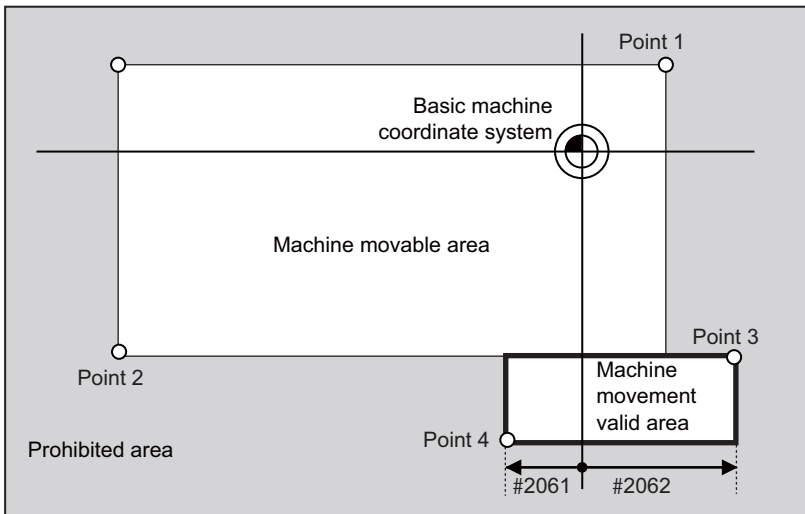 Point 1
Basic machine
coordinate system
Machine movable area
Point 2
Point 3
Machine
movement
valid area
Point 4
Prohibited area
#2061
#2062